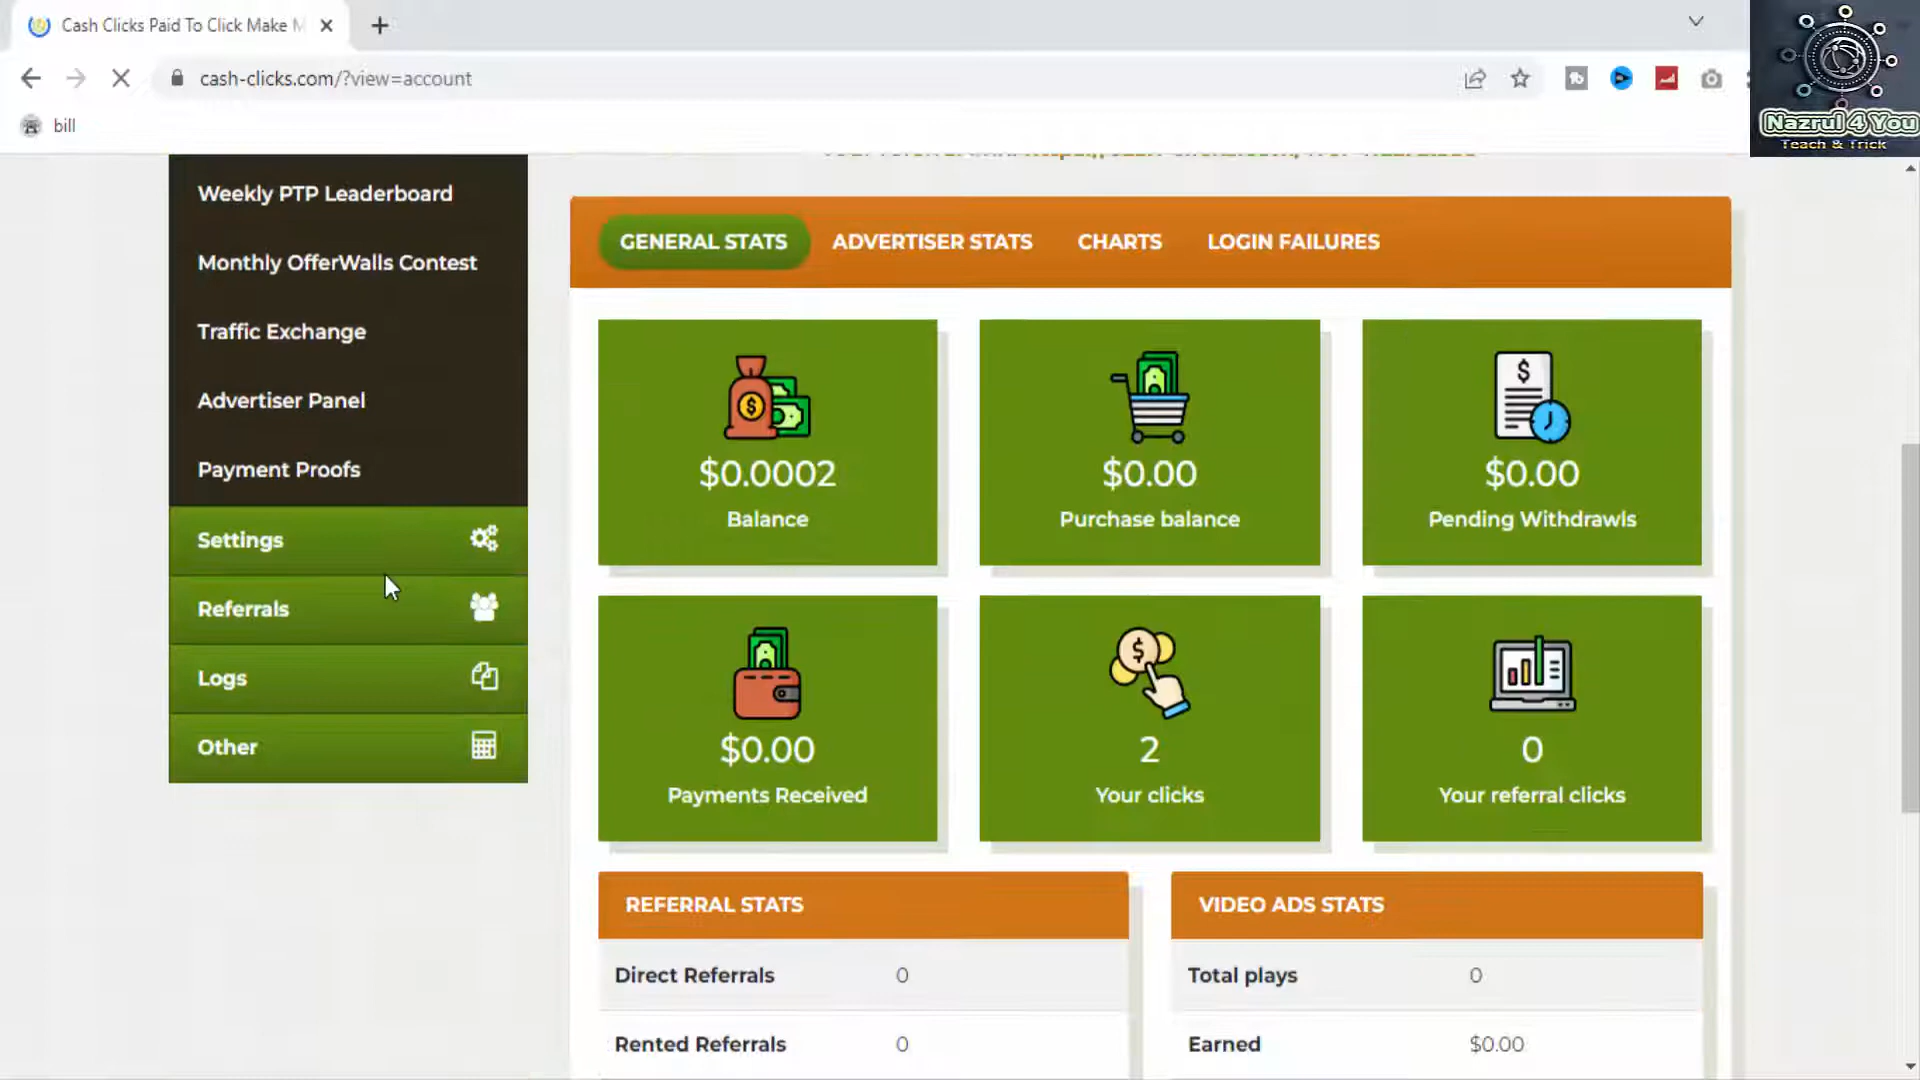 Cash Clicks Paid To Click Make M
cash-clicks.com/?view=account
bill
Nazrul 4 You
Teach & Trick
Weekly PTP Leaderboard
Monthly OfferWalls Contest
Traffic Exchange
Advertiser Panel
Payment Proofs
Settings
Referrals
Logs
Other
GENERAL STATS
ADVERTISER STATS
CHARTS
LOGIN FAILURES
$0.0002
Balance
$0.00
Purchase balance
$0.00
Pending Withdrawls
$0.00
Payments Received
2
Your clicks
0
Your referral clicks
REFERRAL STATS
Direct Referrals 0
Rented Referrals 0
VIDEO ADS STATS
Total plays 0
Earned $0.00